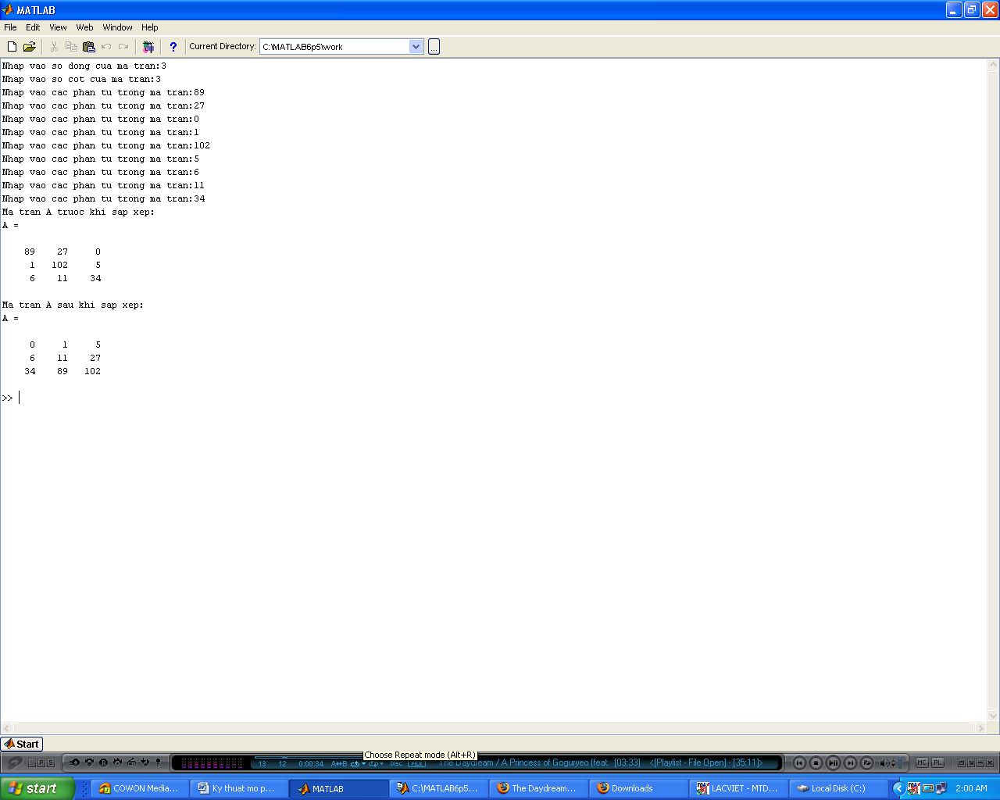 MATLAB
File Edit View Web Window Help
Current Directory: C:\MATLAB6p5\work ...
Nhap vao so dong cua ma tran:3
Nhap vao so cot cua ma tran:3
Nhap vao cac phan tu trong ma tran:89
Nhap vao cac phan tu trong ma tran:27
Nhap vao cac phan tu trong ma tran:0
Nhap vao cac phan tu trong ma tran:1
Nhap vao cac phan tu trong ma tran:102
Nhap vao cac phan tu trong ma tran:5
Nhap vao cac phan tu trong ma tran:6
Nhap vao cac phan tu trong ma tran:11
Nhap vao cac phan tu trong ma tran:34
Ma tran A truoc khi sap xep:
A =
89 27 0
1 102 5
6 11 34
Ma tran A sau khi sap xep:
A =
0 1 5
6 11 27
34 89 102
>>
Start
Choose Repeat mode (Alt+R)
13 12 0:00:34 A↔B DISC FILE The Daydream / A Princess of Goguryeo (feat. [03:33] <[Playlist - File Open] - [35:11]> MC PL
start COWON Media... Ky thuat mo p... MATLAB C:\MATLAB6p5... The Daydream... Downloads LACVIET - MTD... Local Disk (C:) 2:00 AM